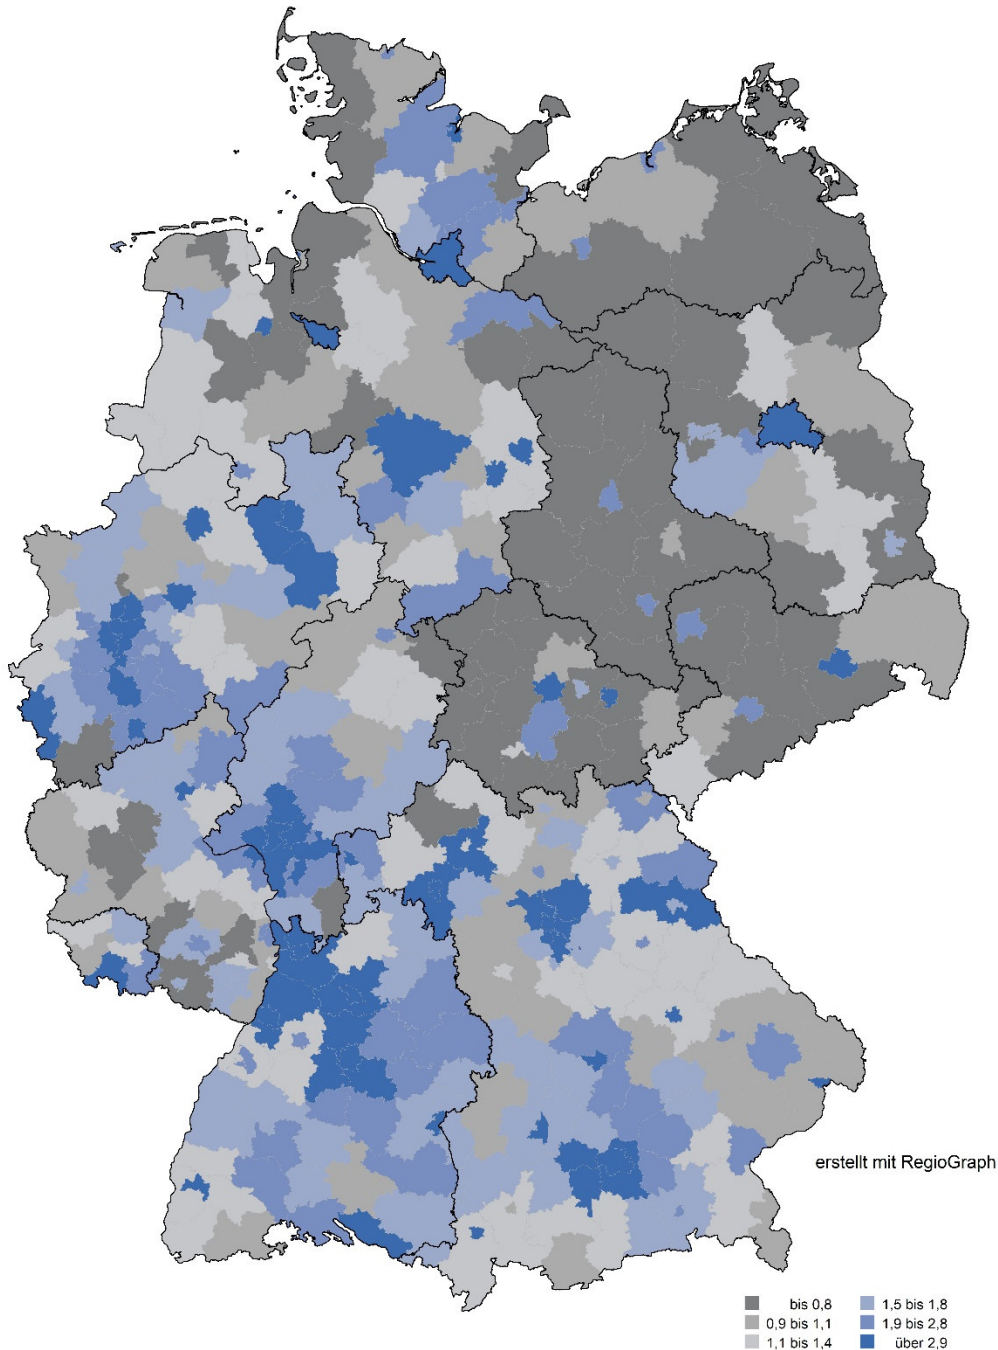 erstellt mit RegioGraph
bis 0,8
0,9 bis 1,1
1,1 bis 1,4
1,5 bis 1,8
1,9 bis 2,8
über 2,9